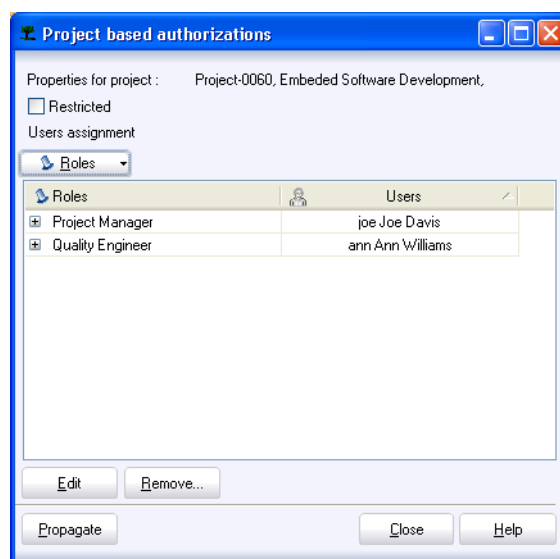 Project based authorizations
Properties for project : Project-0060, Embeded Software Development,
Restricted
Users assignment
Roles
Roles Users
Project Manager joe Joe Davis
Quality Engineer ann Ann Williams
Edit Remove...
Propagate Close Help